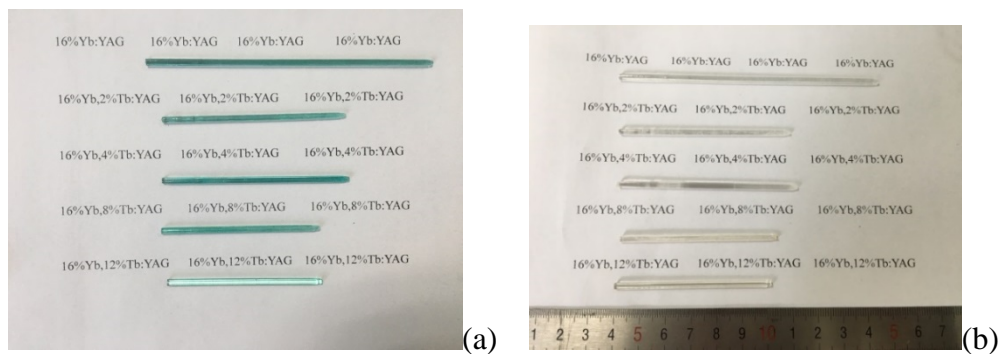 16%Yb:YAG 16%Yb:YAG 16%Yb:YAG 16%Yb:YAG
16%Yb,2%Tb:YAG 16%Yb,2%Tb:YAG 16%Yb,2%Tb:YAG
16%Yb,4%Tb:YAG 16%Yb,4%Tb:YAG 16%Yb,4%Tb:YAG
16%Yb,8%Tb:YAG 16%Yb,8%Tb:YAG 16%Yb,8%Tb:YAG
16%Yb,12%Tb:YAG 16%Yb,12%Tb:YAG 16%Yb,12%Tb:YAG
(a)
16%Yb:YAG 16%Yb:YAG 16%Yb:YAG 16%Yb:YAG
16%Yb,2%Tb:YAG 16%Yb,2%Tb:YAG 16%Yb,2%Tb:YAG
16%Yb,4%Tb:YAG 16%Yb,4%Tb:YAG 16%Yb,4%Tb:YAG
16%Yb,8%Tb:YAG 16%Yb,8%Tb:YAG 16%Yb,8%Tb:YAG
16%Yb,12%Tb:YAG 16%Yb,12%Tb:YAG 16%Yb,12%Tb:YAG
1 2 3 4 5 6 7 8 9 10 1 2 3 4 5 6 7
(b)